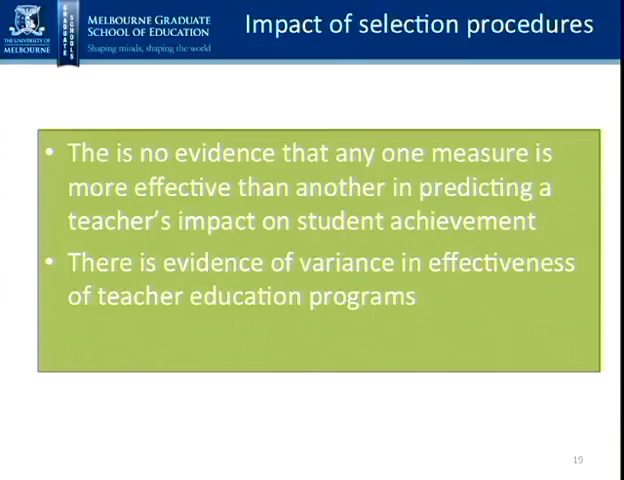 THE UNIVERSITY OF
MELBOURNE
GRADUATE
SCHOOLS
MELBOURNE GRADUATE
SCHOOL OF EDUCATION
Shaping minds, shaping the world
Impact of selection procedures
• The is no evidence that any one measure is
more effective than another in predicting a
teacher's impact on student achievement
• There is evidence of variance in effectiveness
of teacher education programs
19